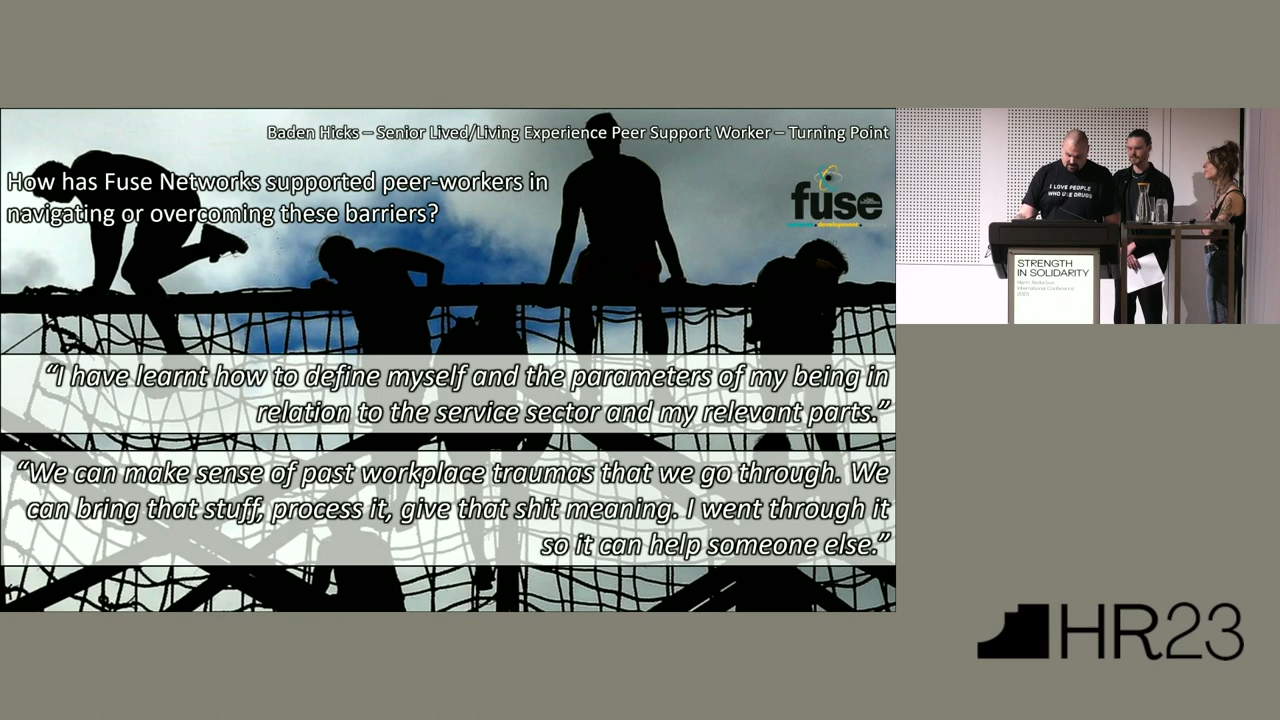 Baden Hicks – Senior Lived/Living Experience Peer Support Worker – Turning Point
How has Fuse Networks supported peer-workers in
navigating or overcoming these barriers?
fuse
“I have learnt how to define myself and the parameters of my being in
relation to the service sector and my relevant parts.”
“We can make sense of past workplace traumas that we go through. We
can bring that stuff, process it, give that shit meaning. I went through it
so it can help someone else.”
I LOVE PEOPLE
WHO USE DRUGS
STRENGTH
IN SOLIDARITY
Harm Reduction
International Conference
2023
HR23